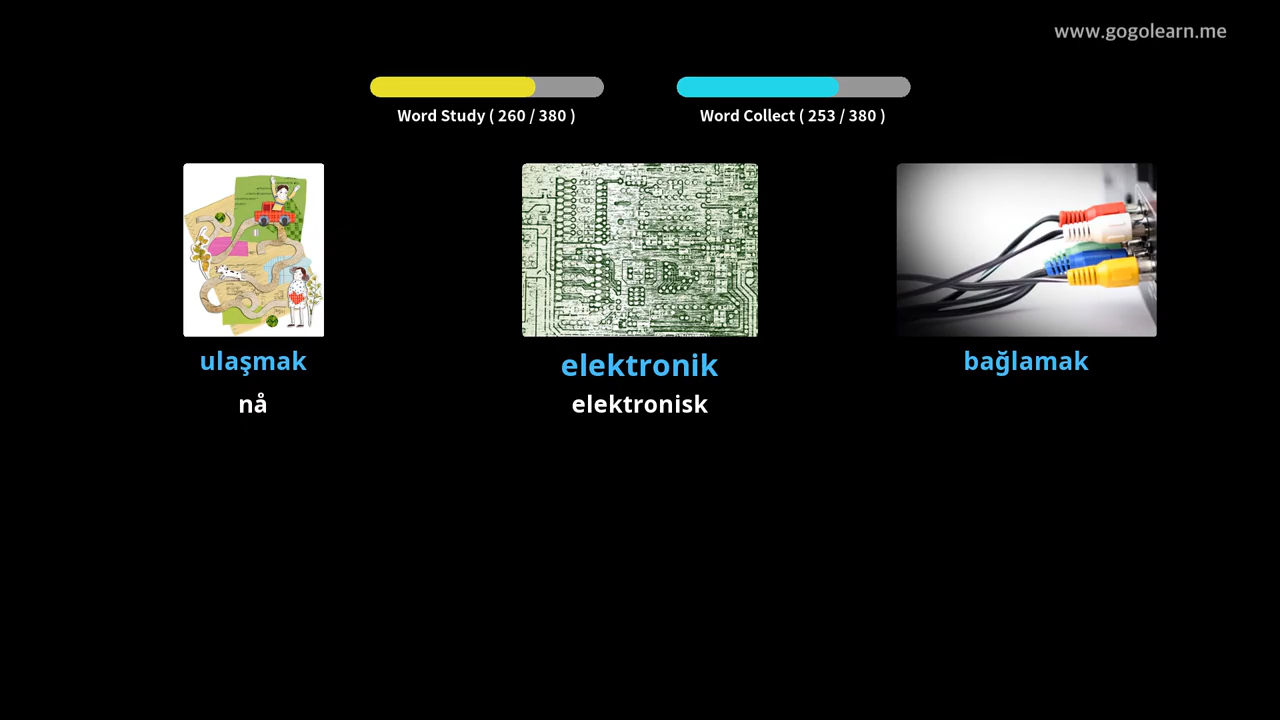 www.gogolearn.me
Word Study ( 260 / 380 )
Word Collect ( 253 / 380 )
ulaşmak
elektronik
bağlamak
nå
elektronisk